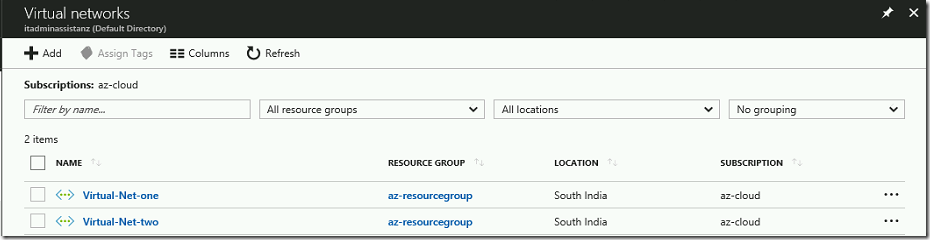 Virtual networks
itadminassistanz (Default Directory)
Add Assign Tags Columns Refresh
Subscriptions: az-cloud
Filter by name... All resource groups All locations No grouping
2 items
NAME RESOURCE GROUP LOCATION SUBSCRIPTION
Virtual-Net-one az-resourcegroup South India az-cloud
Virtual-Net-two az-resourcegroup South India az-cloud